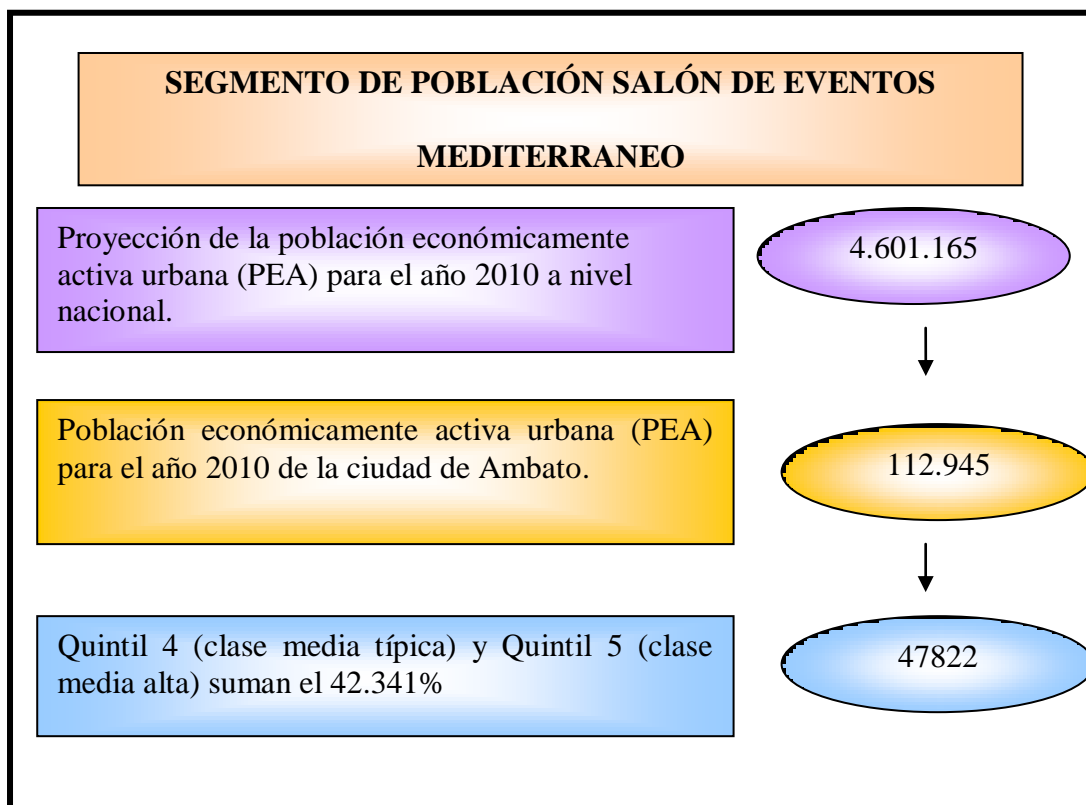 SEGMENTO DE POBLACIÓN SALÓN DE EVENTOS
MEDITERRANEO
Proyección de la población económicamente
activa urbana (PEA) para el año 2010 a nivel
nacional.
4.601.165
Población económicamente activa urbana (PEA)
para el año 2010 de la ciudad de Ambato.
112.945
Quintil 4 (clase media típica) y Quintil 5 (clase
media alta) suman el 42.341%
47822